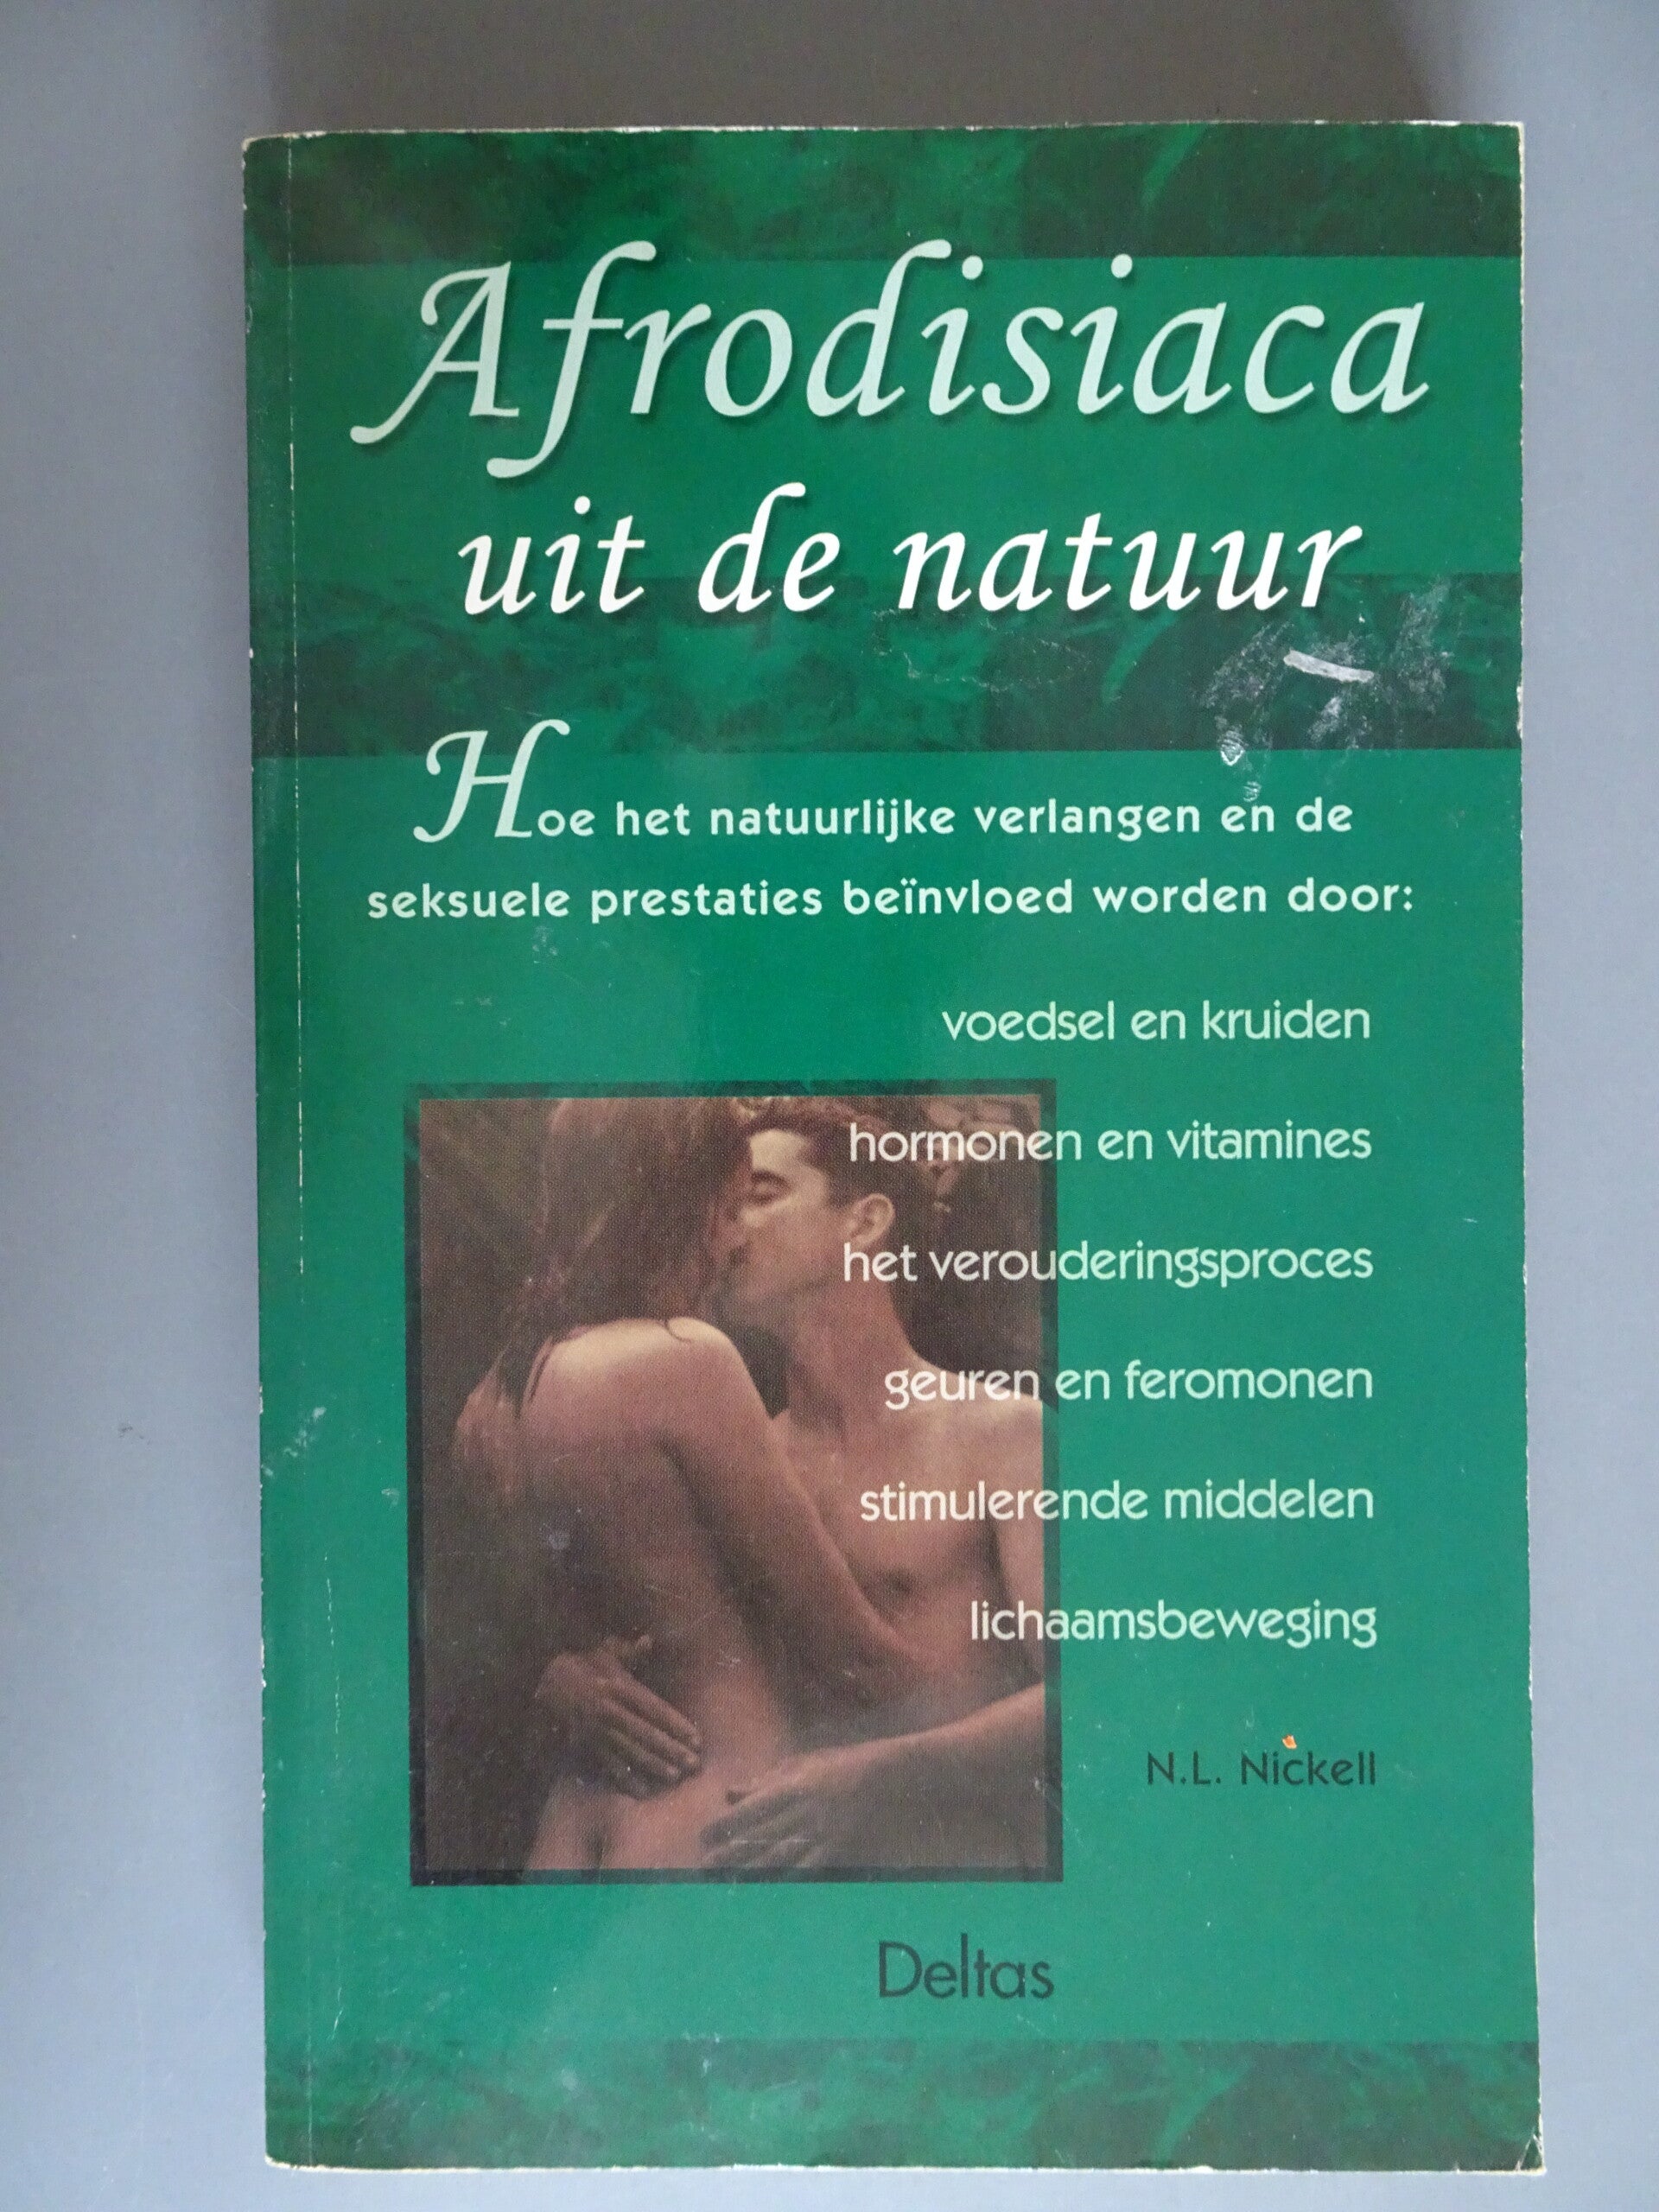 Afrodisiaca
uit de natuur
Hoe het natuurlijke verlangen en de
seksuele prestaties beïnvloed worden door:
voedsel en kruiden
hormonen en vitamines
het verouderingsproces
geuren en feromonen
stimulerende middelen
lichaamsbeweging
N.L. Nickell
Deltas